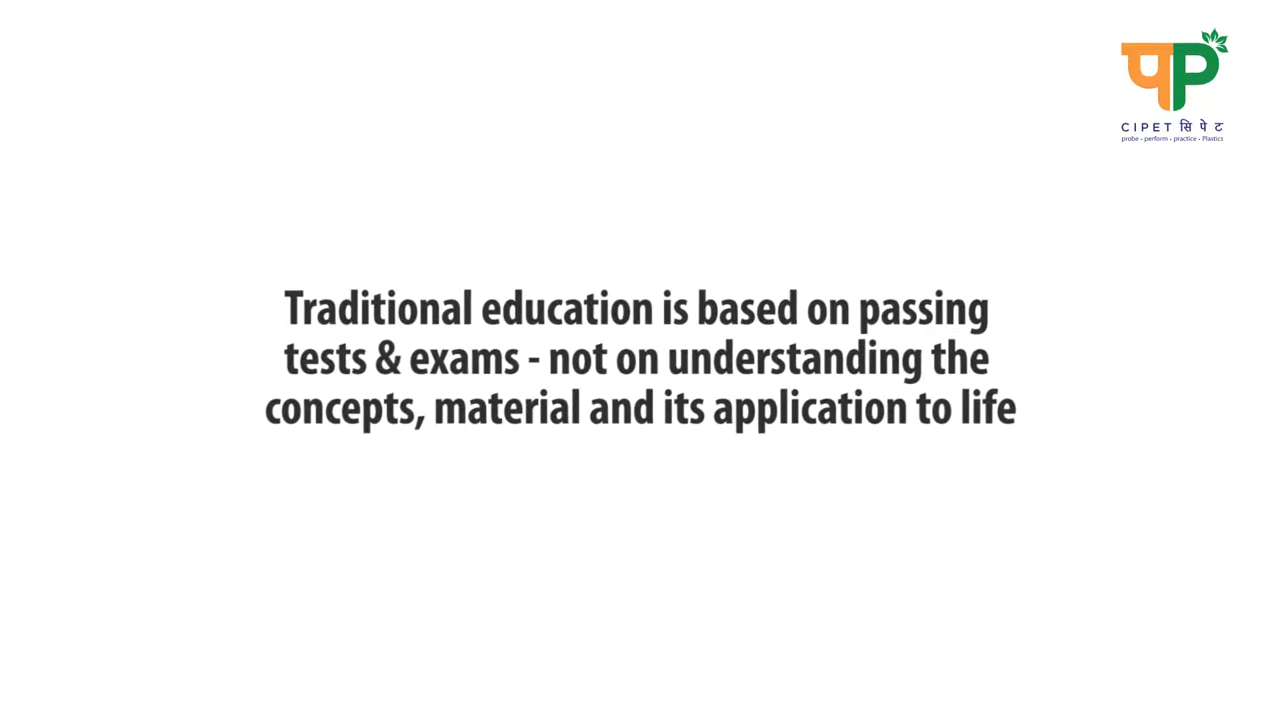 पP
CIPET सिपेट
probe • perform • practice • Plastics
Traditional education is based on passing
tests & exams - not on understanding the
concepts, material and its application to life